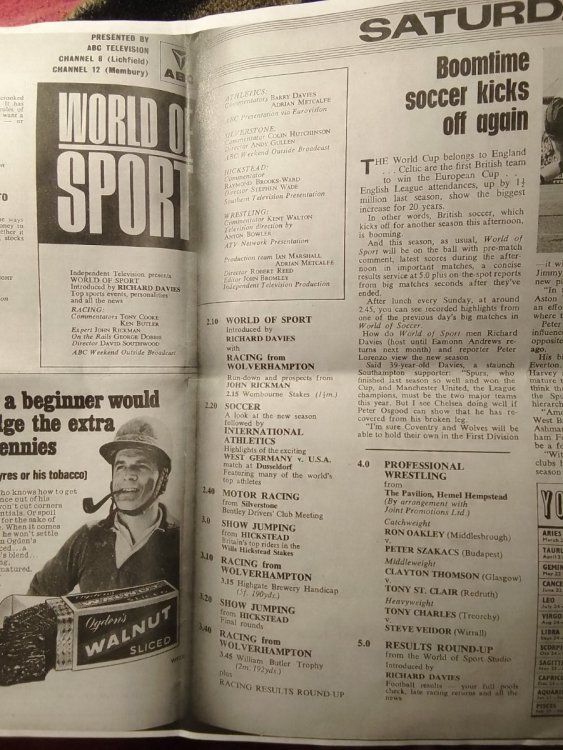 SATURDA
PRESENTED BY
ABC TELEVISION
CHANNEL 8 (Lichfield)
CHANNEL 12 (Membury)
ABC
WORLD O
SPORT
Independent Television presents
WORLD OF SPORT
Introduced by RICHARD DAVIES
Top sports events, personalities
and all the news
RACING:
Commentators TONY COOKE
KEN BUTLER
Expert JOHN RICKMAN
On the Rails GEORGE DOBBS
Director DAVID SOUTHWOOD
ABC Weekend Outside Broadcast
ATHLETICS:
Commentators BARRY DAVIES
ADRIAN METCALFE
ABC Presentation via Eurovision
SILVERSTONE:
Commentator COLIN HUTCHINSON
Director ANDY GULLEN
ABC Weekend Outside Broadcast
HICKSTEAD:
Commentator
RAYMOND BROOKS-WARD
Director STEPHEN WADE
Southern Television Presentation
WRESTLING:
Commentator KENT WALTON
Television direction by
ANTON BOWLER
ATV Network Presentation
Production team IAN MARSHALL
ADRIAN METCALFE
Director ROBERT REED
Editor JOHN BROMLEY
Independent Television Production
2.10 WORLD OF SPORT
Introduced by
RICHARD DAVIES
with
RACING from
WOLVERHAMPTON
Run-down and prospects from
JOHN RICKMAN
2.15 Wombourne Stakes (1¼m.)
2.20 SOCCER
A look at the new season
followed by
INTERNATIONAL
ATHLETICS
Highlights of the exciting
WEST GERMANY v. U.S.A.
match at Dusseldorf
Featuring many of the world's
top athletes
2.40 MOTOR RACING
from Silverstone
Bentley Drivers' Club Meeting
3.0 SHOW JUMPING
from HICKSTEAD
Britain's top riders in the
Wills Hickstead Stakes
3.10 RACING from
WOLVERHAMPTON
3.15 Highgate Brewery Handicap
(5f. 190yds.)
3.20 SHOW JUMPING
from HICKSTEAD
Final rounds
3.40 RACING from
WOLVERHAMPTON
3.45 William Butler Trophy
(2m. 192yds.)
plus
RACING RESULTS ROUND-UP
Boomtime
soccer kicks
off again
THE World Cup belongs to England
. . . Celtic are the first British team
to win the European Cup . . .
English League attendances, up by 1½
million last season, show the biggest
increase for 20 years.
In other words, British soccer, which
kicks off for another season this afternoon,
is booming.
And this season, as usual, World of
Sport will be on the ball with pre-match
comment, latest scores during the after-
noon in important matches, a concise
results service at 5.0 plus on the spot reports
from big matches seconds after they've
ended.
After lunch every Sunday, at around
2.45, you can see recorded highlights from
one of the previous day's big matches in
World of Soccer.
How do World of Sport men Richard
Davies (host until Eamonn Andrews re-
turns next month) and reporter Peter
Lorenzo view the new season?
Said 39-year-old Davies, a staunch
Southampton supporter: "Spurs, who
finished last season so well and won the
Cup, and Manchester United, the League
champions, must be the two major teams
this year. But I see Chelsea doing well if
Peter Osgood can show that he has re-
covered from his broken leg.
"I'm sure Coventry and Wolves will be
able to hold their own in the First Division
4.0 PROFESSIONAL
WRESTLING
from
The Pavilion, Hemel Hempstead
(By arrangement with
Joint Promotions Ltd.)
Catchweight
RON OAKLEY (Middlesbrough)
v.
PETER SZAKACS (Budapest)
Middleweight
CLAYTON THOMSON (Glasgow)
v.
TONY ST. CLAIR (Redruth)
Heavyweight
TONY CHARLES (Treorchy)
v.
STEVE VEIDOR (Wirrall)
5.0 RESULTS ROUND-UP
from the World of Sport Studio
Introduced by
RICHARD DAVIES
Football results — your full pools
check, late racing returns and all the
news
a beginner would
dge the extra
ennies
yres or his tobacco)
ho knows how to get
Ogden's
WALNUT
SLICED
YO
ARIES
TAURU
GEMIN
CANCE
LEO
VIRGO
LIBRA
SCORPI
SAGITT
CAPRIC
AQUARI
PISCES